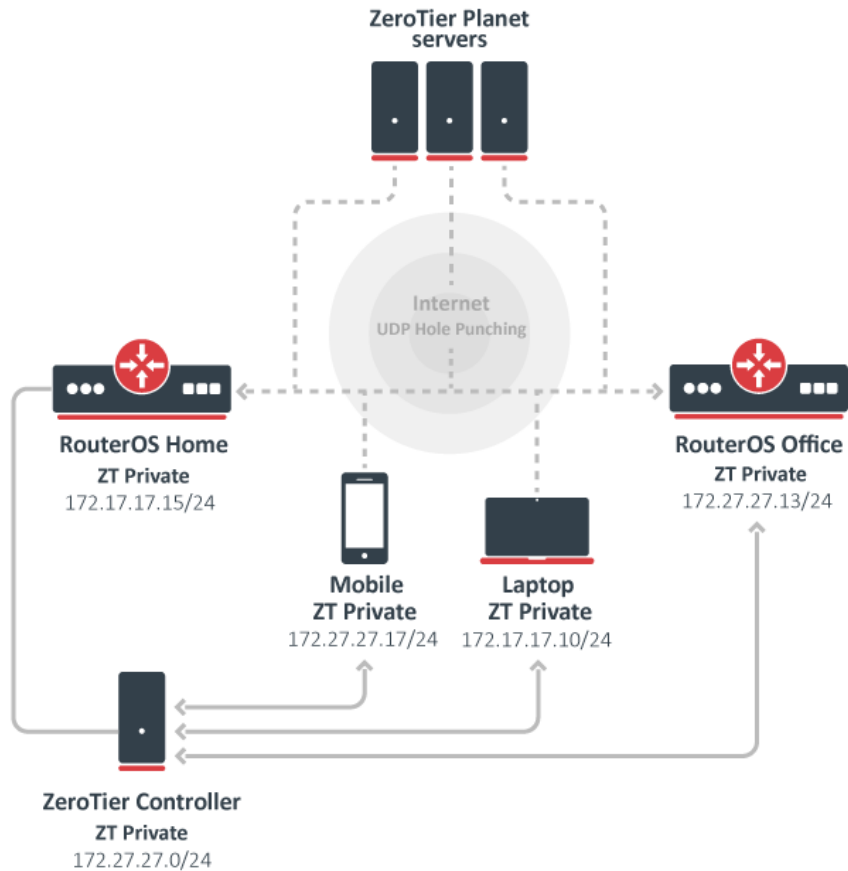 ZeroTier Planet
servers
Internet
UDP Hole Punching
RouterOS Home
ZT Private
172.17.17.15/24
RouterOS Office
ZT Private
172.27.27.13/24
Mobile
ZT Private
172.27.27.17/24
Laptop
ZT Private
172.17.17.10/24
ZeroTier Controller
ZT Private
172.27.27.0/24